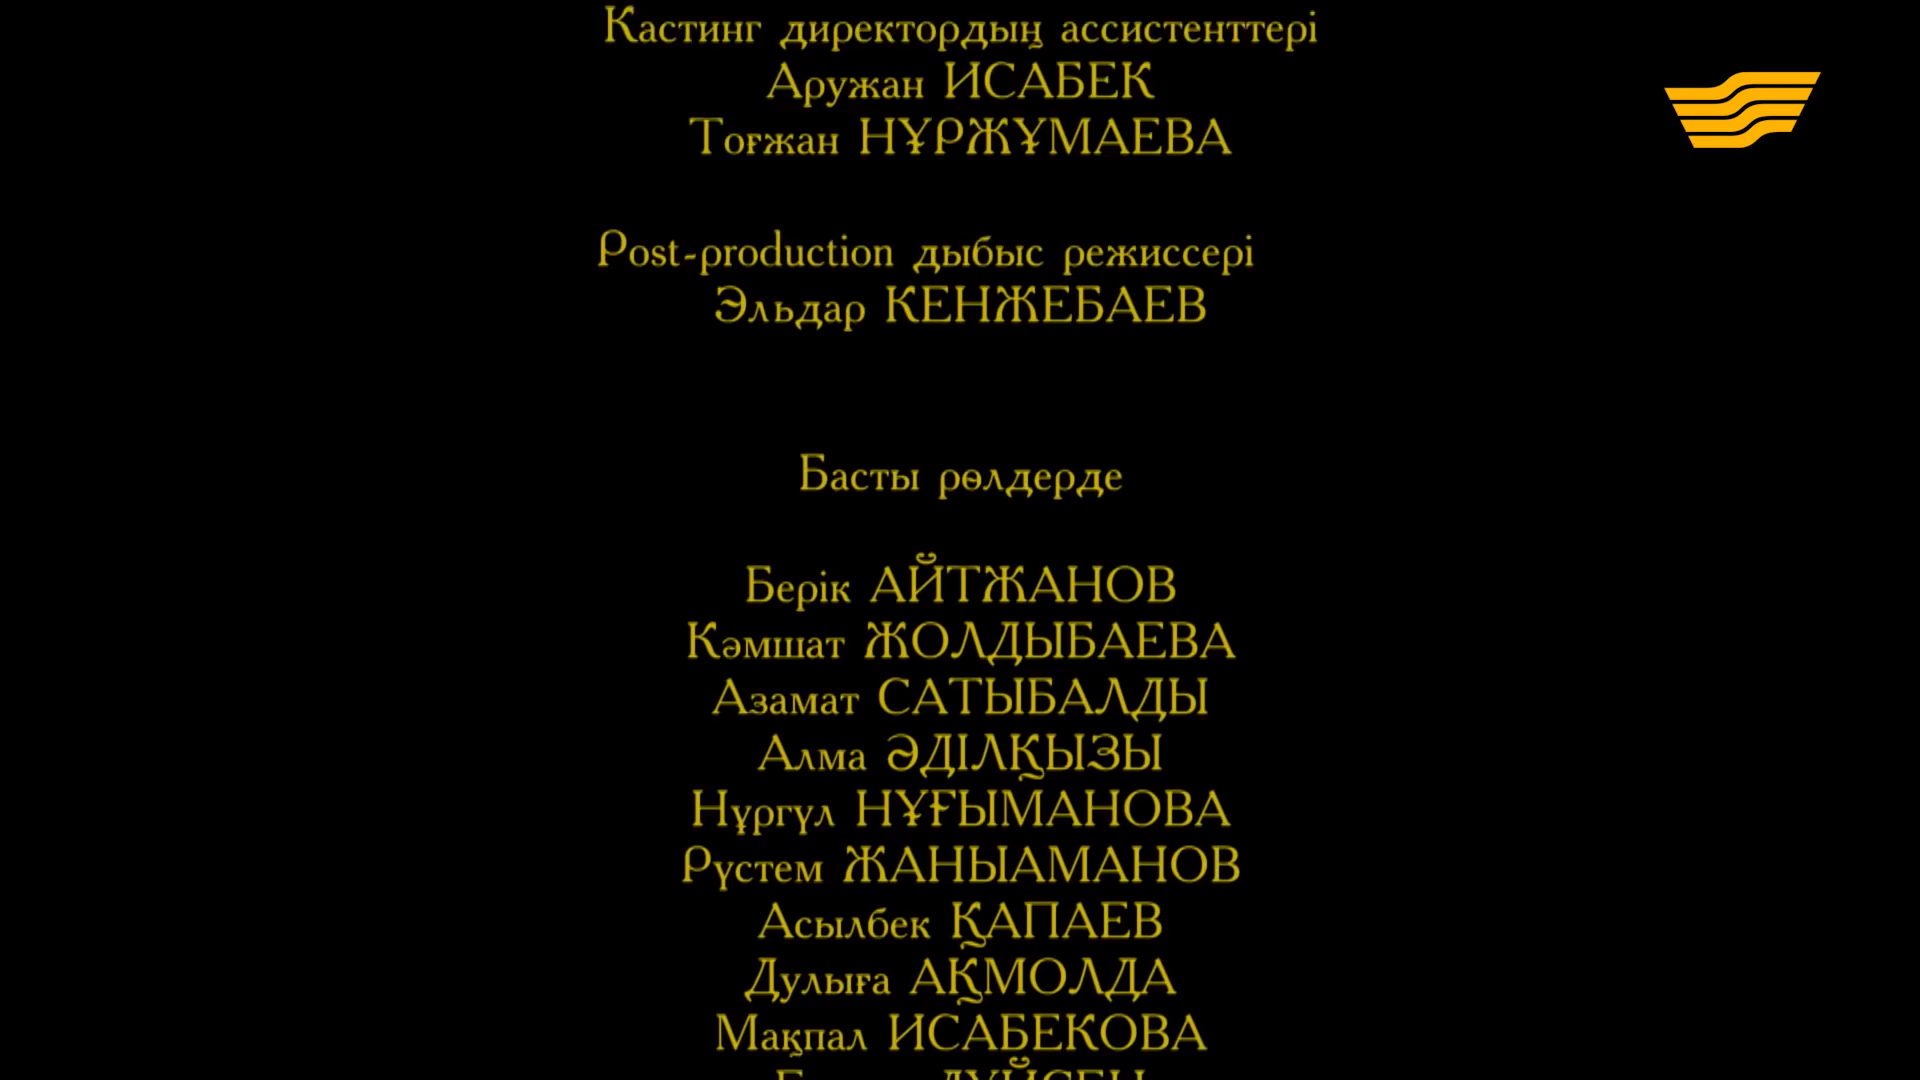 Кастинг директордың ассистенттері
Аружан ИСАБЕК
Тоғжан НҰРЖҰМАЕВА
Post-production дыбыс режиссері
Эльдар КЕНЖЕБАЕВ
Басты рөлдерде
Берік АЙТЖАНОВ
Кәмшат ЖОЛДЫБАЕВА
Азамат САТЫБАЛДЫ
Алма ӘДІЛҚЫЗЫ
Нұргүл НҰҒЫМАНОВА
Рүстем ЖАНЫАМАНОВ
Асылбек ҚАПАЕВ
Дулыға АҚМОЛДА
Мақпал ИСАБЕКОВА